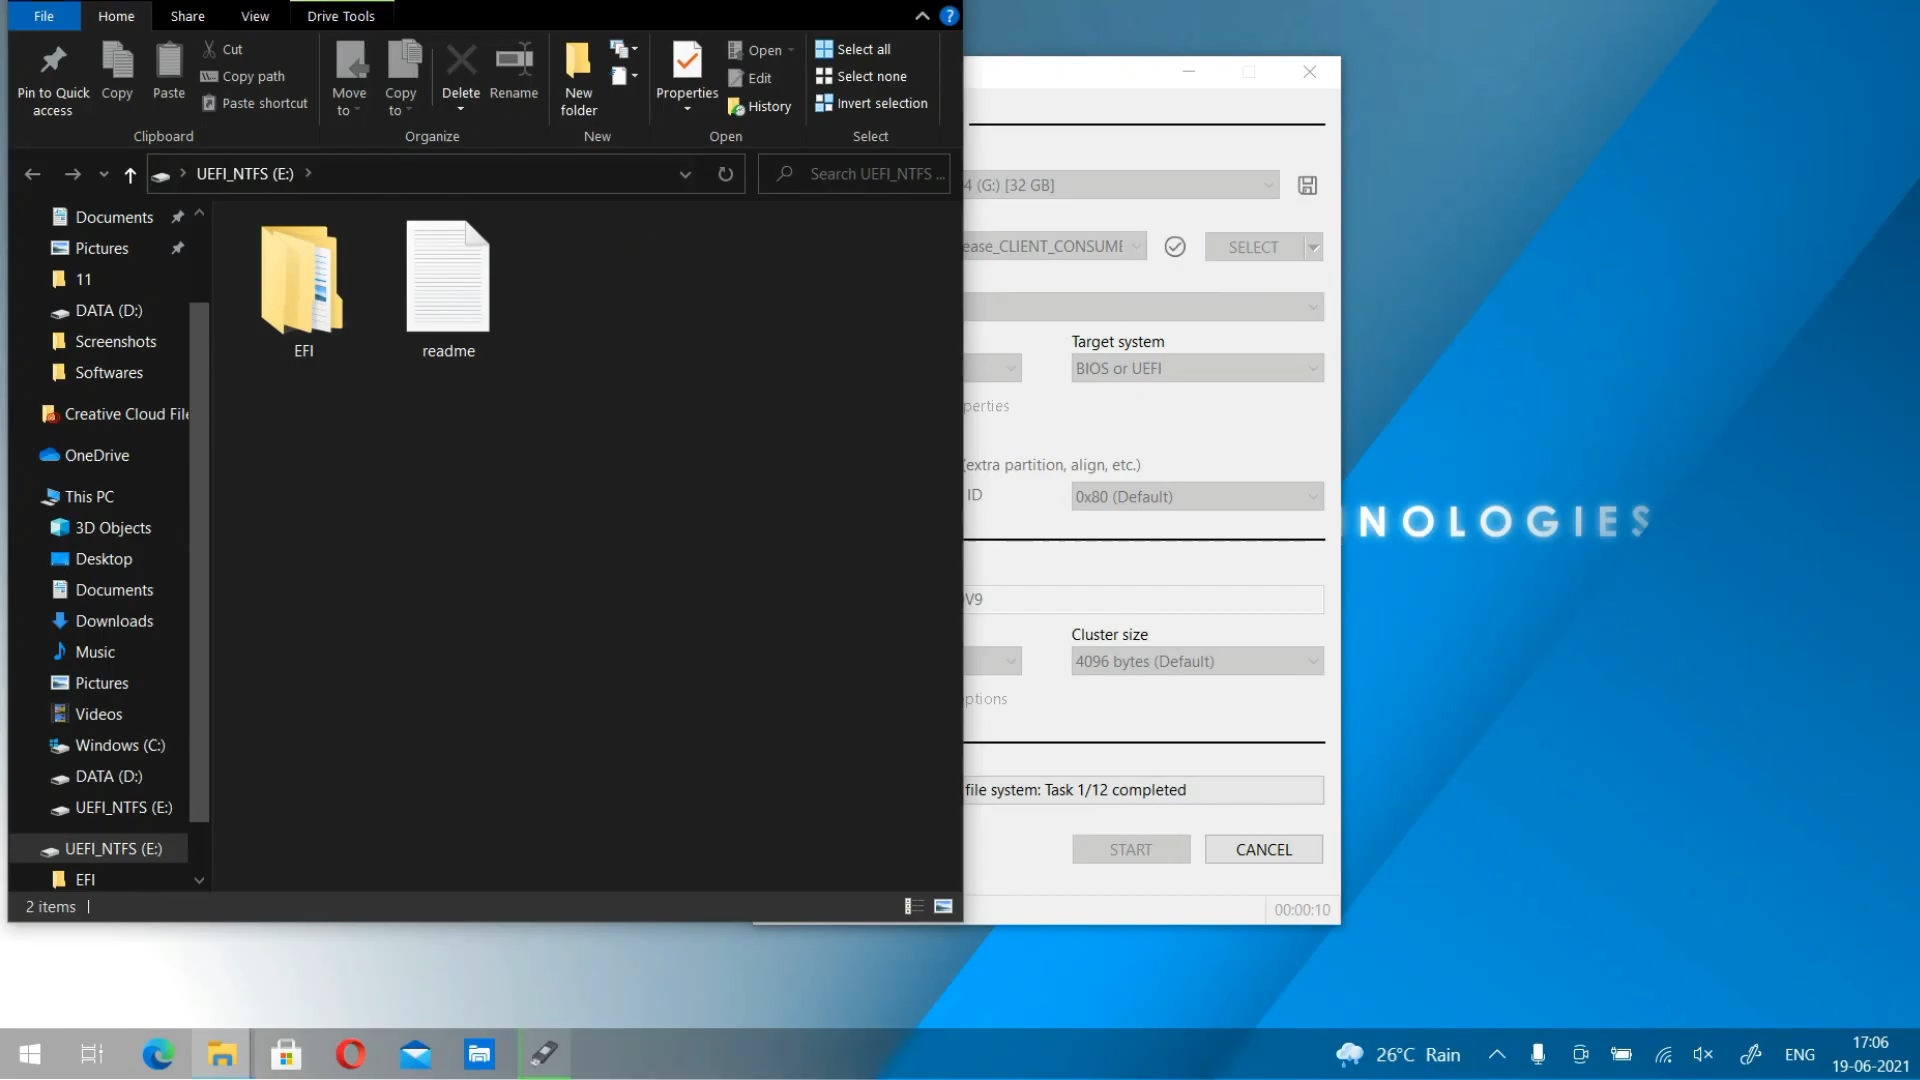 File
Home
Share
View
Drive Tools
Pin to Quick access
Copy
Paste
Cut
Copy path
Paste shortcut
Clipboard
Move to
Copy to
Delete
Rename
Organize
New folder
New
Properties
Open
Edit
History
Open
Select all
Select none
Invert selection
Select
UEFI_NTFS (E:)
Search UEFI_NTFS ...
Documents
Pictures
11
DATA (D:)
Screenshots
Softwares
Creative Cloud File
OneDrive
This PC
3D Objects
Desktop
Documents
Downloads
Music
Pictures
Videos
Windows (C:)
DATA (D:)
UEFI_NTFS (E:)
UEFI_NTFS (E:)
EFI
EFI
readme
2 items
4 (G:) [32 GB]
ease_CLIENT_CONSUME
SELECT
Target system
BIOS or UEFI
perties
(extra partition, align, etc.)
ID
0x80 (Default)
V9
Cluster size
4096 bytes (Default)
ptions
file system: Task 1/12 completed
START
CANCEL
00:00:10
NOLOGIES
26°C Rain
ENG
17:06
19-06-2021